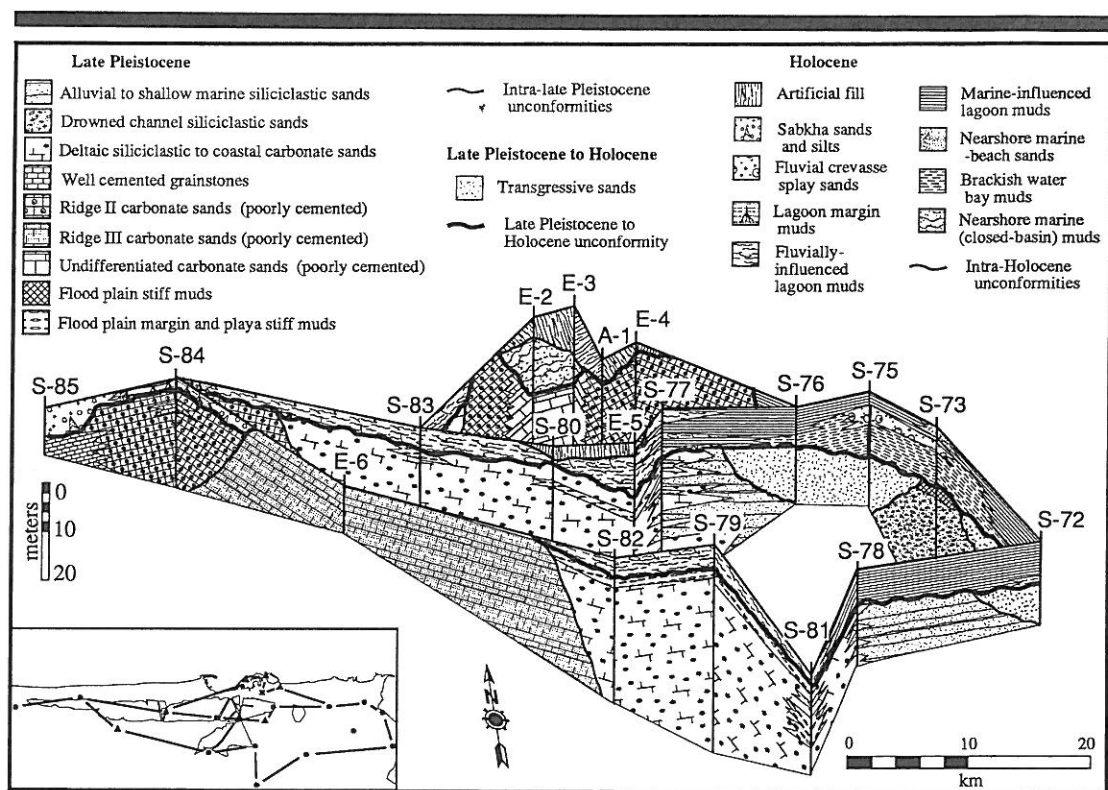 Late Pleistocene
Alluvial to shallow marine siliciclastic sands
Drowned channel siliciclastic sands
Deltaic siliciclastic to coastal carbonate sands
Well cemented grainstones
Ridge II carbonate sands (poorly cemented)
Ridge III carbonate sands (poorly cemented)
Undifferentiated carbonate sands (poorly cemented)
Flood plain stiff muds
Flood plain margin and playa stiff muds
Intra-late Pleistocene
unconformities
Late Pleistocene to Holocene
Transgressive sands
Late Pleistocene to
Holocene unconformity
Holocene
Artificial fill
Sabkha sands
and silts
Fluvial crevasse
splay sands
Lagoon margin
muds
Fluvially-
influenced
lagoon muds
Marine-influenced
lagoon muds
Nearshore marine
-beach sands
Brackish water
bay muds
Nearshore marine
(closed-basin) muds
Intra-Holocene
unconformities
E-2
E-3
A-1
E-4
S-84
S-85
S-83
S-77
S-76
S-75
S-73
S-80
E-5
E-6
S-82
S-79
S-78
S-72
S-81
meters
0
10
20
0
10
20
km